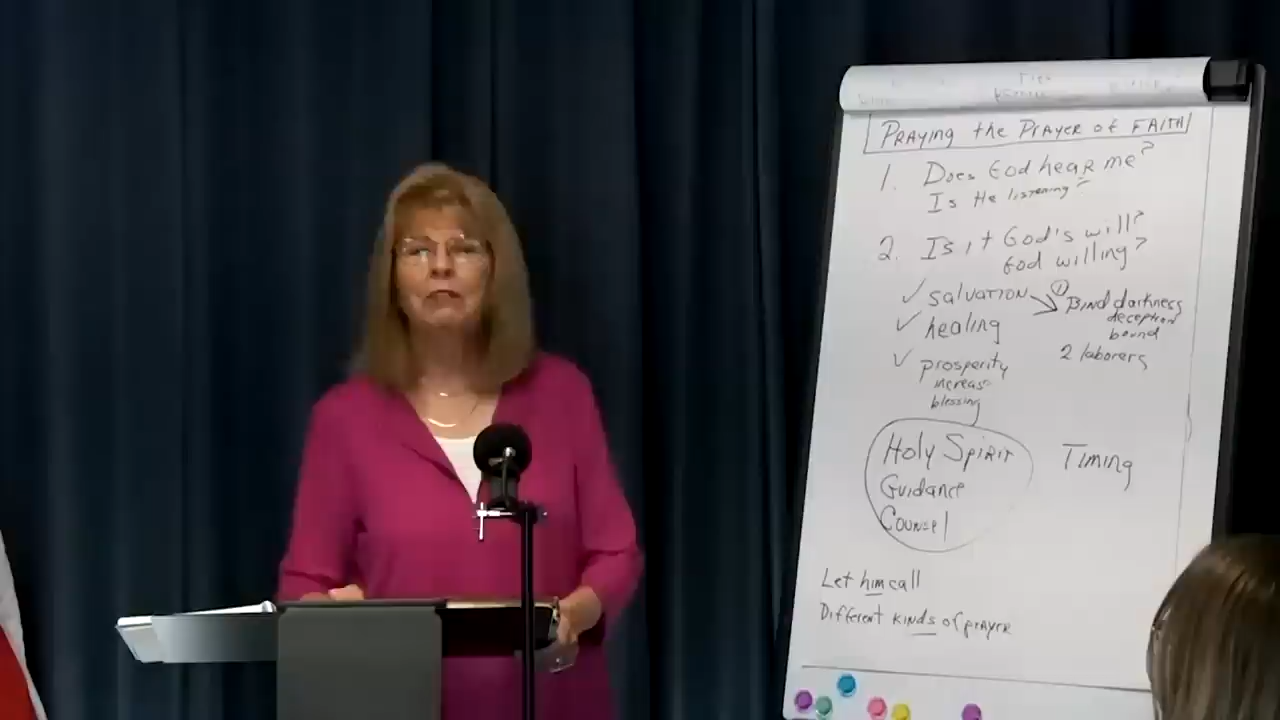 PRAYING the PRAYER of FAITH
1. Does God hear me?
Is He listening?
2. Is it God's will?
God willing?
✓ SALVATION → ① BIND darkness
deception
bound
✓ healing
2 laborers
✓ prosperity
increas-
blessing
Holy SPIRIT
Guidance
Counsel
Timing
Let him call
Different kinds of prayer